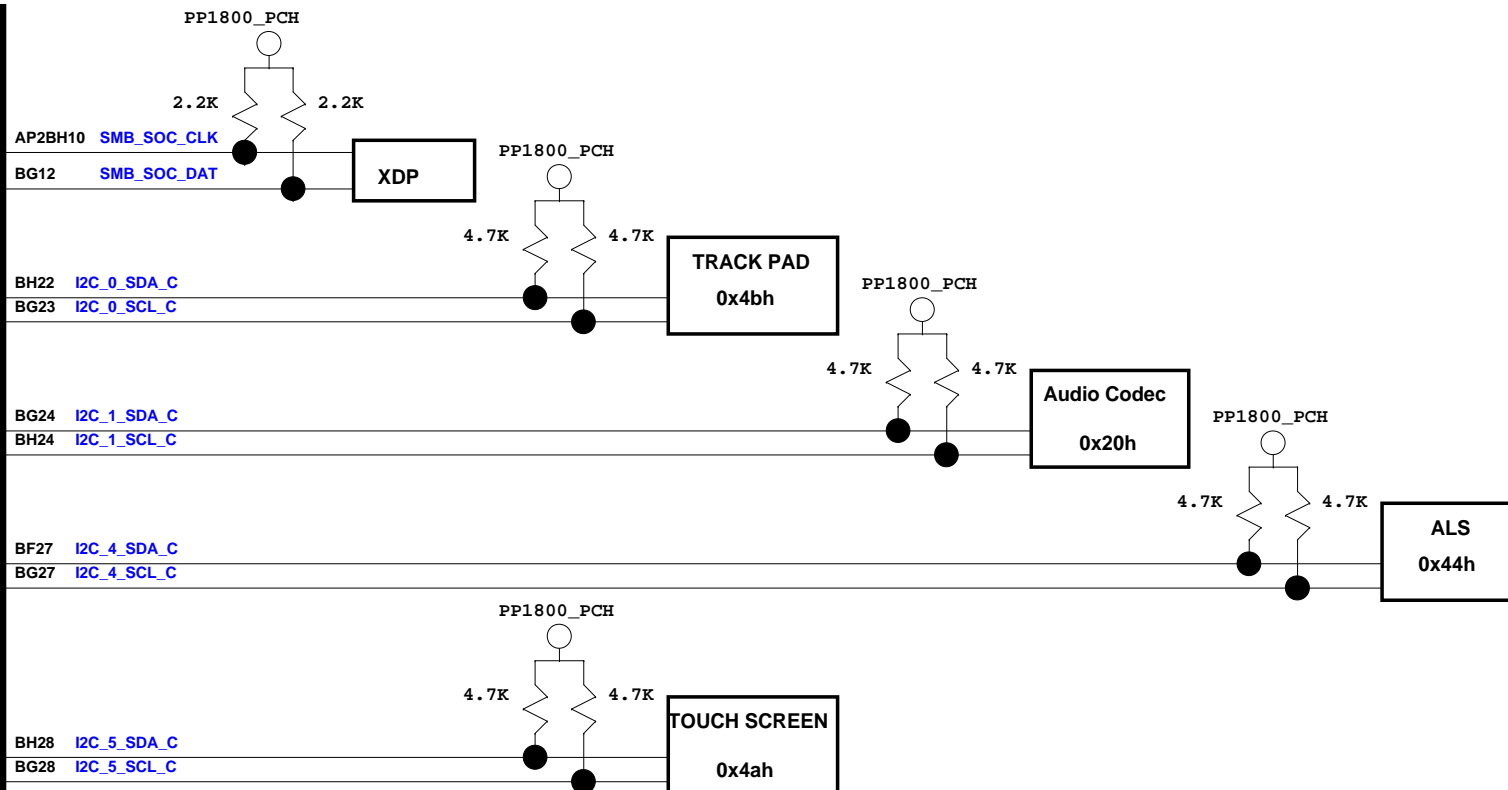 PP1800_PCH
2.2K 2.2K
AP2BH10 SMB_SOC_CLK
BG12 SMB_SOC_DAT
XDP
PP1800_PCH
4.7K 4.7K
TRACK PAD
0x4bh
BH22 I2C_0_SDA_C
BG23 I2C_0_SCL_C
PP1800_PCH
4.7K 4.7K
Audio Codec
0x20h
BG24 I2C_1_SDA_C
BH24 I2C_1_SCL_C
PP1800_PCH
4.7K 4.7K
ALS
0x44h
BF27 I2C_4_SDA_C
BG27 I2C_4_SCL_C
PP1800_PCH
4.7K 4.7K
TOUCH SCREEN
0x4ah
BH28 I2C_5_SDA_C
BG28 I2C_5_SCL_C